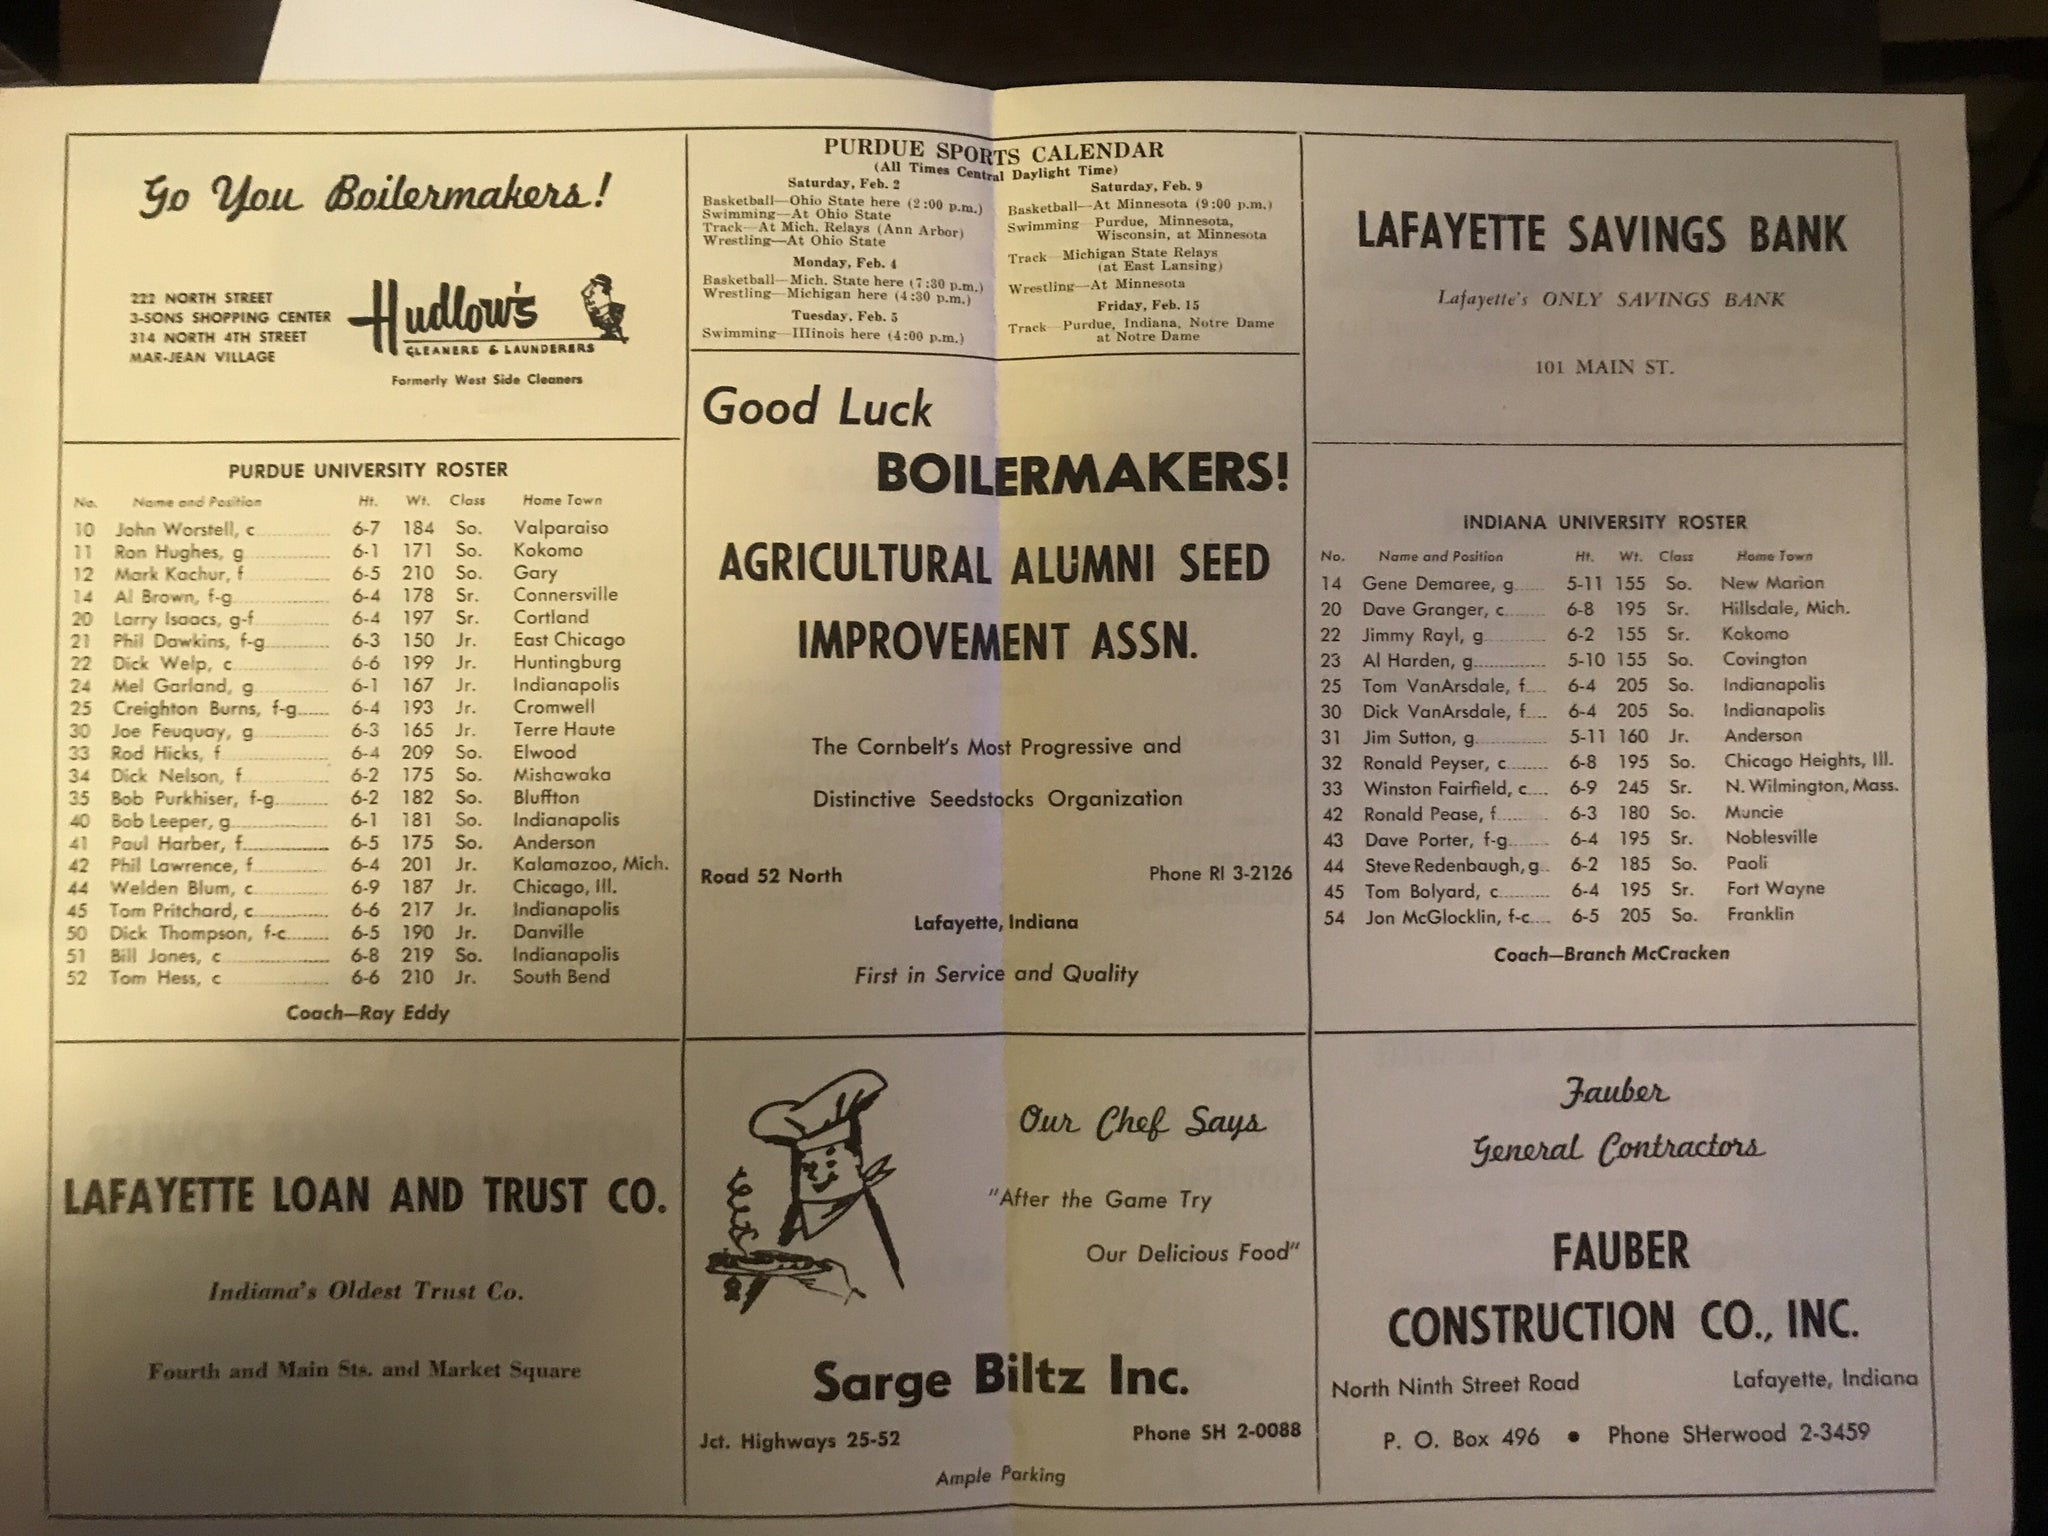 Go You Boilermakers!
222 NORTH STREET
3-SONS SHOPPING CENTER
314 NORTH 4TH STREET
MAR-JEAN VILLAGE
Hudlow's
CLEANERS & LAUNDERERS
Formerly West Side Cleaners
PURDUE UNIVERSITY ROSTER
No. Name and Position Ht. Wt. Class Home Town
10 John Worstell, c 6-7 184 So. Valparaiso
11 Ron Hughes, g 6-1 171 So. Kokomo
12 Mark Kachur, f 6-5 210 So. Gary
14 Al Brown, f-g 6-4 178 Sr. Connersville
20 Larry Isaacs, g-f 6-4 197 Sr. Cortland
21 Phil Dawkins, f-g 6-3 150 Jr. East Chicago
22 Dick Welp, c 6-6 199 Jr. Huntingburg
24 Mel Garland, g 6-1 167 Jr. Indianapolis
25 Creighton Burns, f-g 6-4 193 Jr. Cromwell
30 Joe Feuquay, g 6-3 165 Jr. Terre Haute
33 Rod Hicks, f 6-4 209 So. Elwood
34 Dick Nelson, f 6-2 175 So. Mishawaka
35 Bob Purkhiser, f-g 6-2 182 So. Bluffton
40 Bob Leeper, g 6-1 181 So. Indianapolis
41 Paul Harber, f 6-5 175 So. Anderson
42 Phil Lawrence, f 6-4 201 Jr. Kalamazoo, Mich.
44 Welden Blum, c 6-9 187 Jr. Chicago, Ill.
45 Tom Pritchard, c 6-6 217 Jr. Indianapolis
50 Dick Thompson, f-c 6-5 190 Jr. Danville
51 Bill Jones, c 6-8 219 So. Indianapolis
52 Tom Hess, c 6-6 210 Jr. South Bend
Coach—Ray Eddy
LAFAYETTE LOAN AND TRUST CO.
Indiana's Oldest Trust Co.
Fourth and Main Sts. and Market Square
PURDUE SPORTS CALENDAR
(All Times Central Daylight Time)
Saturday, Feb. 2
Basketball—Ohio State here (2:00 p.m.)
Swimming—At Ohio State
Track—At Mich. Relays (Ann Arbor)
Wrestling—At Ohio State
Monday, Feb. 4
Basketball—Mich. State here (7:30 p.m.)
Wrestling—Michigan here (4:30 p.m.)
Tuesday, Feb. 5
Swimming—Illinois here (4:00 p.m.)
Saturday, Feb. 9
Basketball—At Minnesota (9:00 p.m.)
Swimming—Purdue, Minnesota,
Wisconsin, at Minnesota
Track—Michigan State Relays
(at East Lansing)
Wrestling—At Minnesota
Friday, Feb. 15
Track—Purdue, Indiana, Notre Dame
at Notre Dame
Good Luck
BOILERMAKERS!
AGRICULTURAL ALUMNI SEED
IMPROVEMENT ASSN.
The Cornbelt's Most Progressive and
Distinctive Seedstocks Organization
Road 52 North Phone RI 3-2126
Lafayette, Indiana
First in Service and Quality
Our Chef Says
"After the Game Try
Our Delicious Food"
Sarge Biltz Inc.
Jct. Highways 25-52 Phone SH 2-0088
Ample Parking
LAFAYETTE SAVINGS BANK
Lafayette's ONLY SAVINGS BANK
101 MAIN ST.
INDIANA UNIVERSITY ROSTER
No. Name and Position Ht. Wt. Class Home Town
14 Gene Demaree, g 5-11 155 So. New Marion
20 Dave Granger, c 6-8 195 Sr. Hillsdale, Mich.
22 Jimmy Rayl, g 6-2 155 Sr. Kokomo
23 Al Harden, g 5-10 155 So. Covington
25 Tom VanArsdale, f 6-4 205 So. Indianapolis
30 Dick VanArsdale, f 6-4 205 So. Indianapolis
31 Jim Sutton, g 5-11 160 Jr. Anderson
32 Ronald Peyser, c 6-8 195 So. Chicago Heights, Ill.
33 Winston Fairfield, c 6-9 245 Sr. N. Wilmington, Mass.
42 Ronald Pease, f 6-3 180 So. Muncie
43 Dave Porter, f-g 6-4 195 Sr. Noblesville
44 Steve Redenbaugh, g 6-2 185 So. Paoli
45 Tom Bolyard, c 6-4 195 Sr. Fort Wayne
54 Jon McGlocklin, f-c 6-5 205 So. Franklin
Coach—Branch McCracken
Fauber
General Contractors
FAUBER
CONSTRUCTION CO., INC.
North Ninth Street Road Lafayette, Indiana
P. O. Box 496 • Phone SHerwood 2-3459